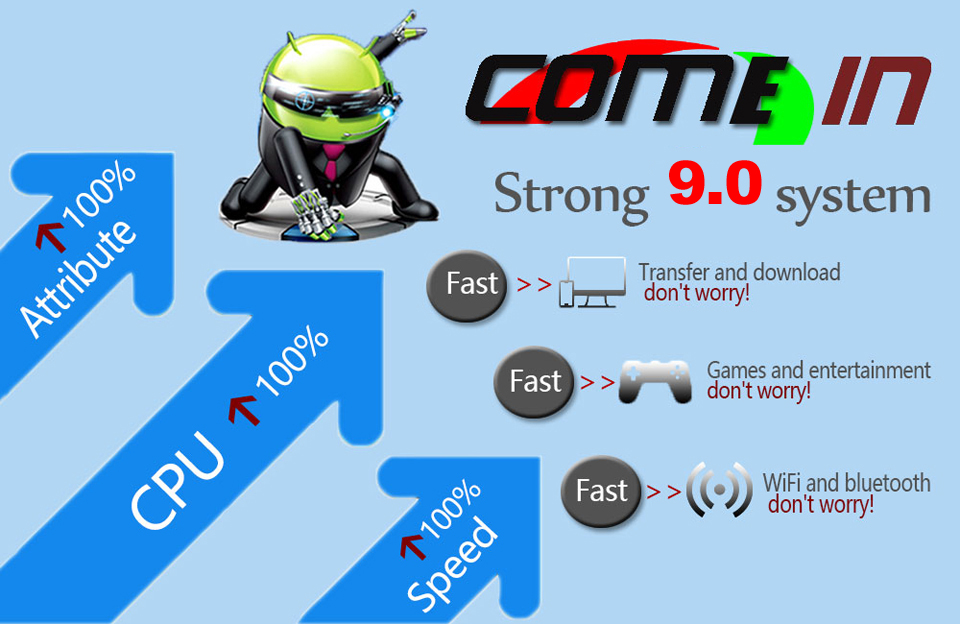 COME IN
Strong 9.0 system
100%
Attribute
Fast >> Transfer and download
don't worry!
CPU 100%
Fast >> Games and entertainment
don't worry!
100%
Speed
Fast >> WiFi and bluetooth
don't worry!